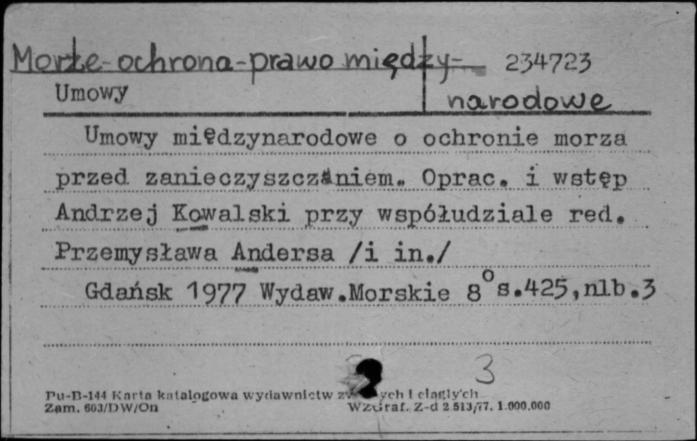 Morze-ochrona-prawo między- 234723
Umowy narodowe
Umowy międzynarodowe o ochronie morza
przed zanieczyszczaniem. Oprac. i wstęp
Andrzej Kowalski przy współudziale red.
Przemysława Andersa /i in./
Gdańsk 1977 Wydaw.Morskie 8° s.425,nlb.3
3
Pu-B-144 Karta katalogowa wydawnictw i ciągłych
Zam. 603/DW/On WZGraf. Z-d 2 513/77. 1.000.000